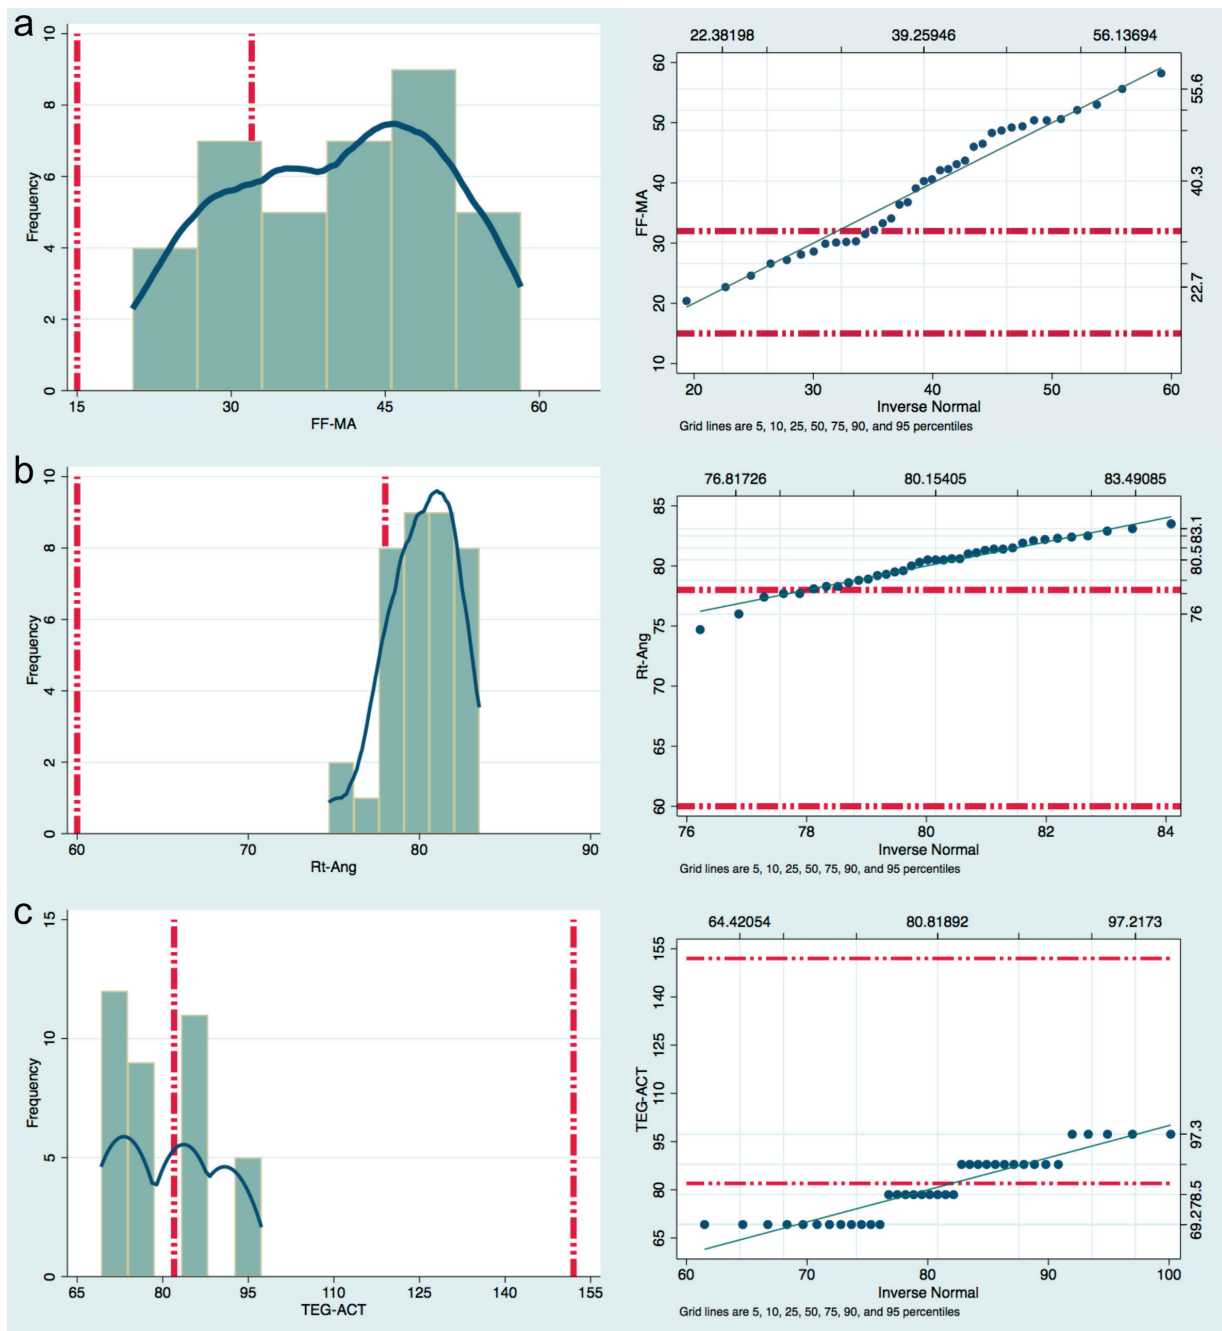 a
10
8
6
4
2
0
Frequency
15 30 45 60
FF-MA
22.38198 39.25946 56.13694
60
50
40
30
20
10
FF-MA
55.6
40.3
22.7
20 30 40 50 60
Inverse Normal
Grid lines are 5, 10, 25, 50, 75, 90, and 95 percentiles
b
10
8
6
4
2
0
Frequency
60 70 80 90
Rt-Ang
76.81726 80.15405 83.49085
85
80
75
70
65
60
Rt-Ang
83.1
80.5
76
76 78 80 82 84
Inverse Normal
Grid lines are 5, 10, 25, 50, 75, 90, and 95 percentiles
c
15
10
5
0
Frequency
65 80 95 110 125 140 155
TEG-ACT
64.42054 80.81892 97.2173
155
140
125
110
95
80
65
TEG-ACT
97.3
78.5
69.2
60 70 80 90 100
Inverse Normal
Grid lines are 5, 10, 25, 50, 75, 90, and 95 percentiles